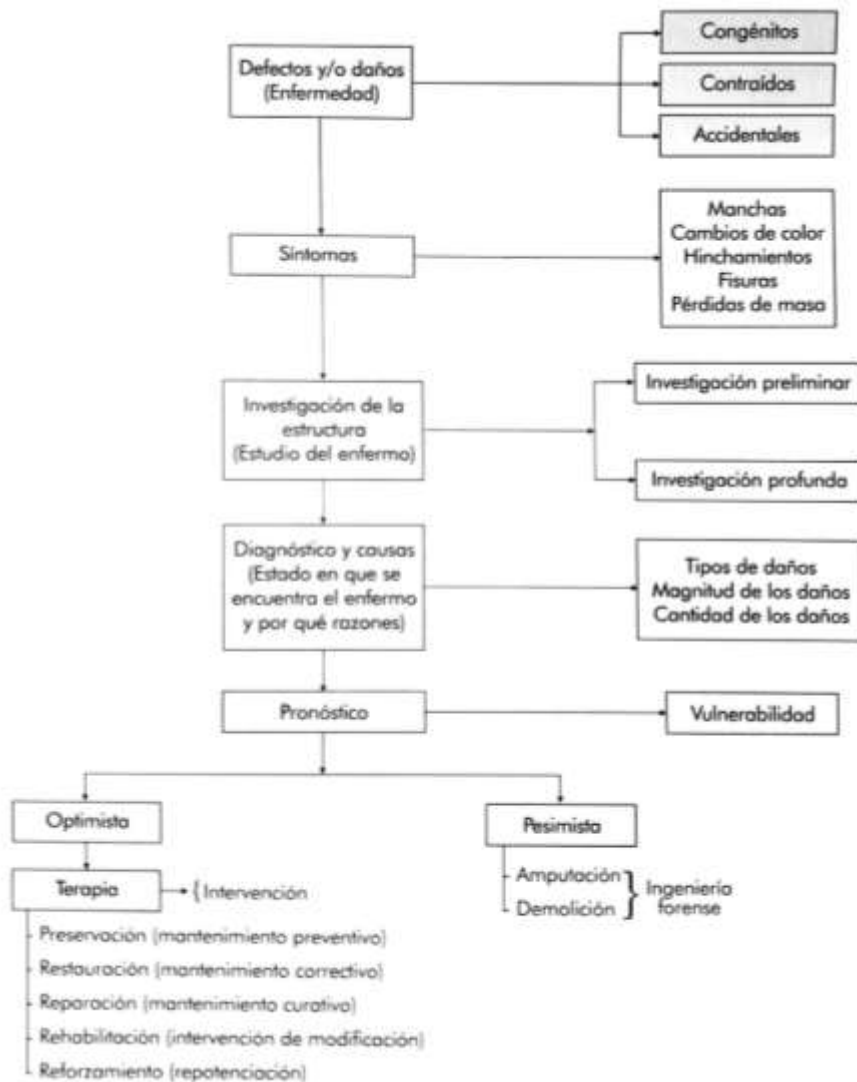 Defectos y/o daños
(Enfermedad)
Congénitos
Contraídos
Accidentales
Síntomas
Manchas
Cambios de color
Hinchamientos
Fisuras
Pérdidas de masa
Investigación de la
estructura
(Estudio del enfermo)
Investigación preliminar
Investigación profunda
Diagnóstico y causas
(Estado en que se
encuentra el enfermo
y por qué razones)
Tipos de daños
Magnitud de los daños
Cantidad de los daños
Pronóstico
Vulnerabilidad
Optimista
Pesimista
Terapia
{ Intervención
- Preservación (mantenimiento preventivo)
- Restauración (mantenimiento correctivo)
- Reparación (mantenimiento curativo)
- Rehabilitación (intervención de modificación)
- Reforzamiento (repotenciación)
- Amputación
- Demolición
} Ingeniería
forense